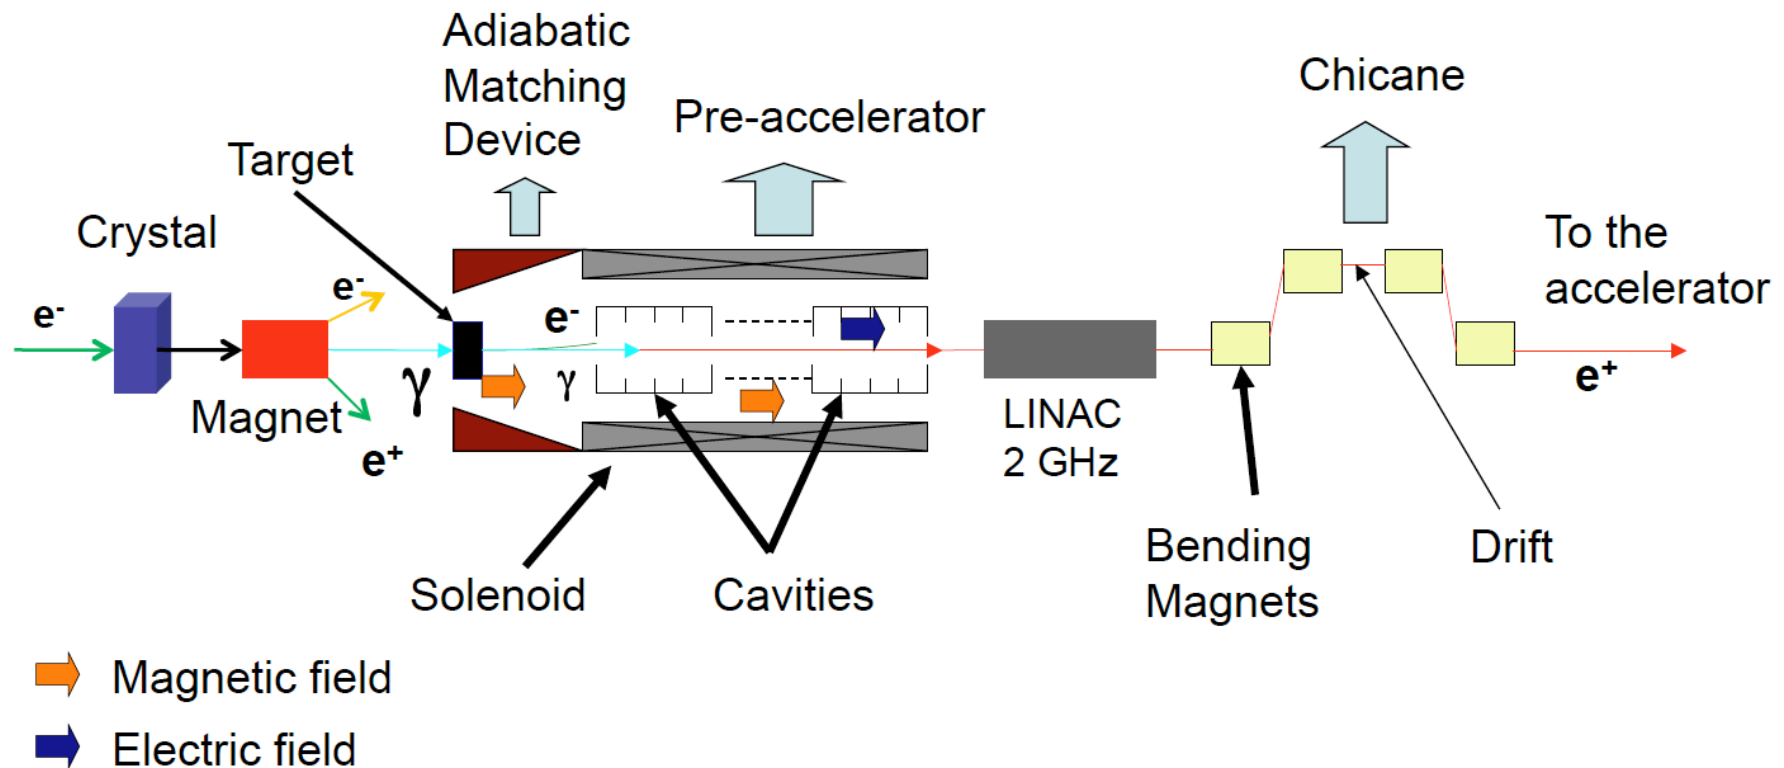 Adiabatic
Matching
Device
Pre-accelerator
Chicane
Target
Crystal
To the
accelerator
e-
e-
e-
γ
γ
Magnet
e+
LINAC
2 GHz
e+
Solenoid
Cavities
Bending
Magnets
Drift
Magnetic field
Electric field